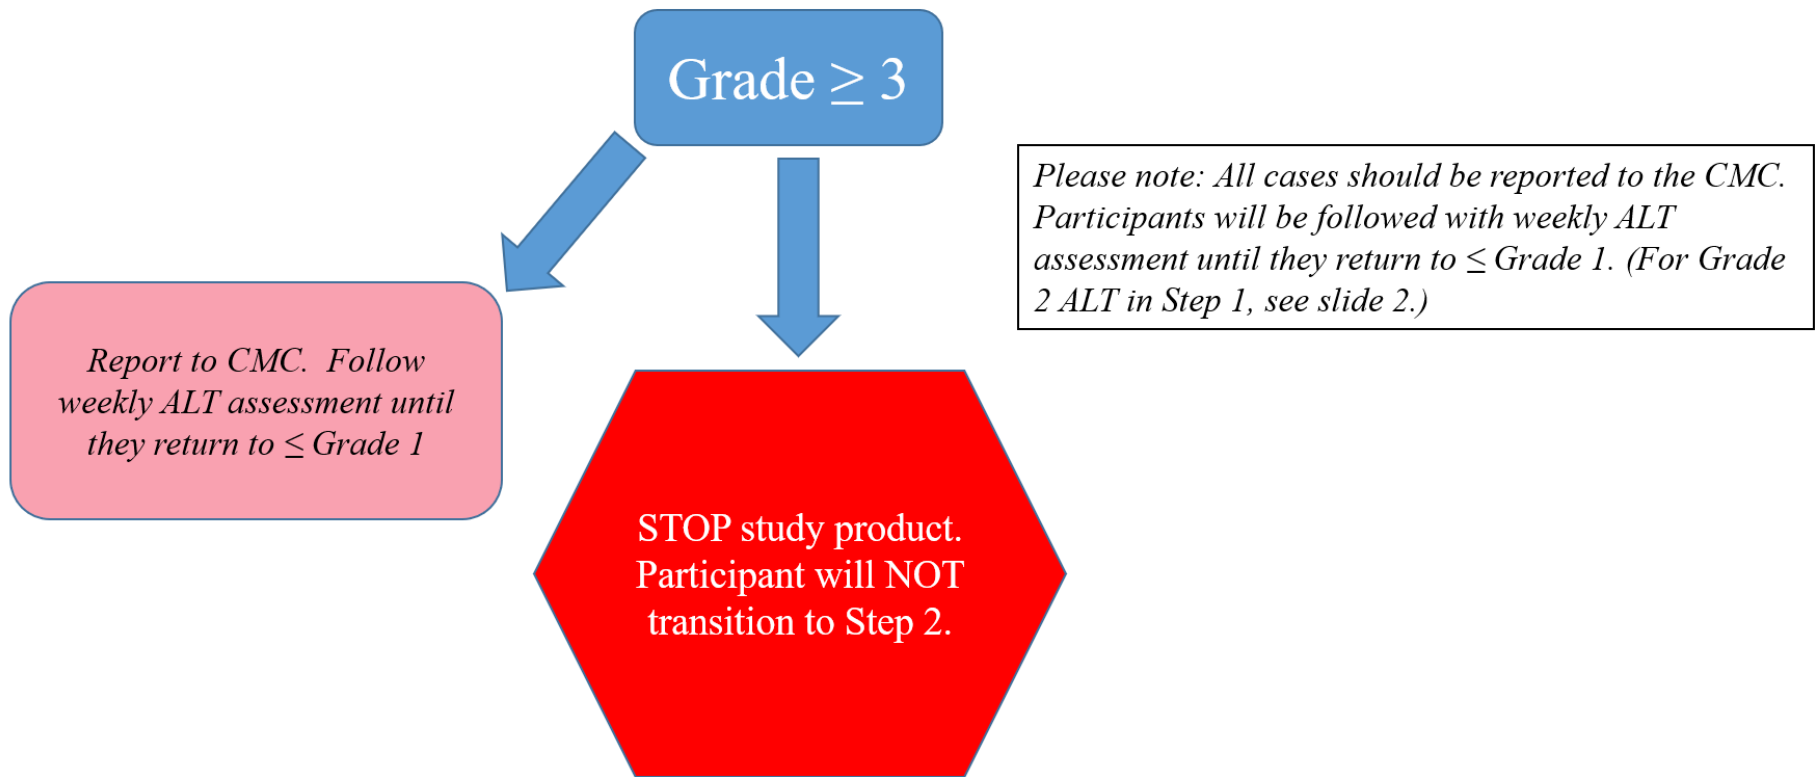 Grade ≥ 3
Please note: All cases should be reported to the CMC.
Participants will be followed with weekly ALT
assessment until they return to ≤ Grade 1. (For Grade
2 ALT in Step 1, see slide 2.)
Report to CMC.  Follow
weekly ALT assessment until
they return to ≤ Grade 1
STOP study product.
Participant will NOT
transition to Step 2.